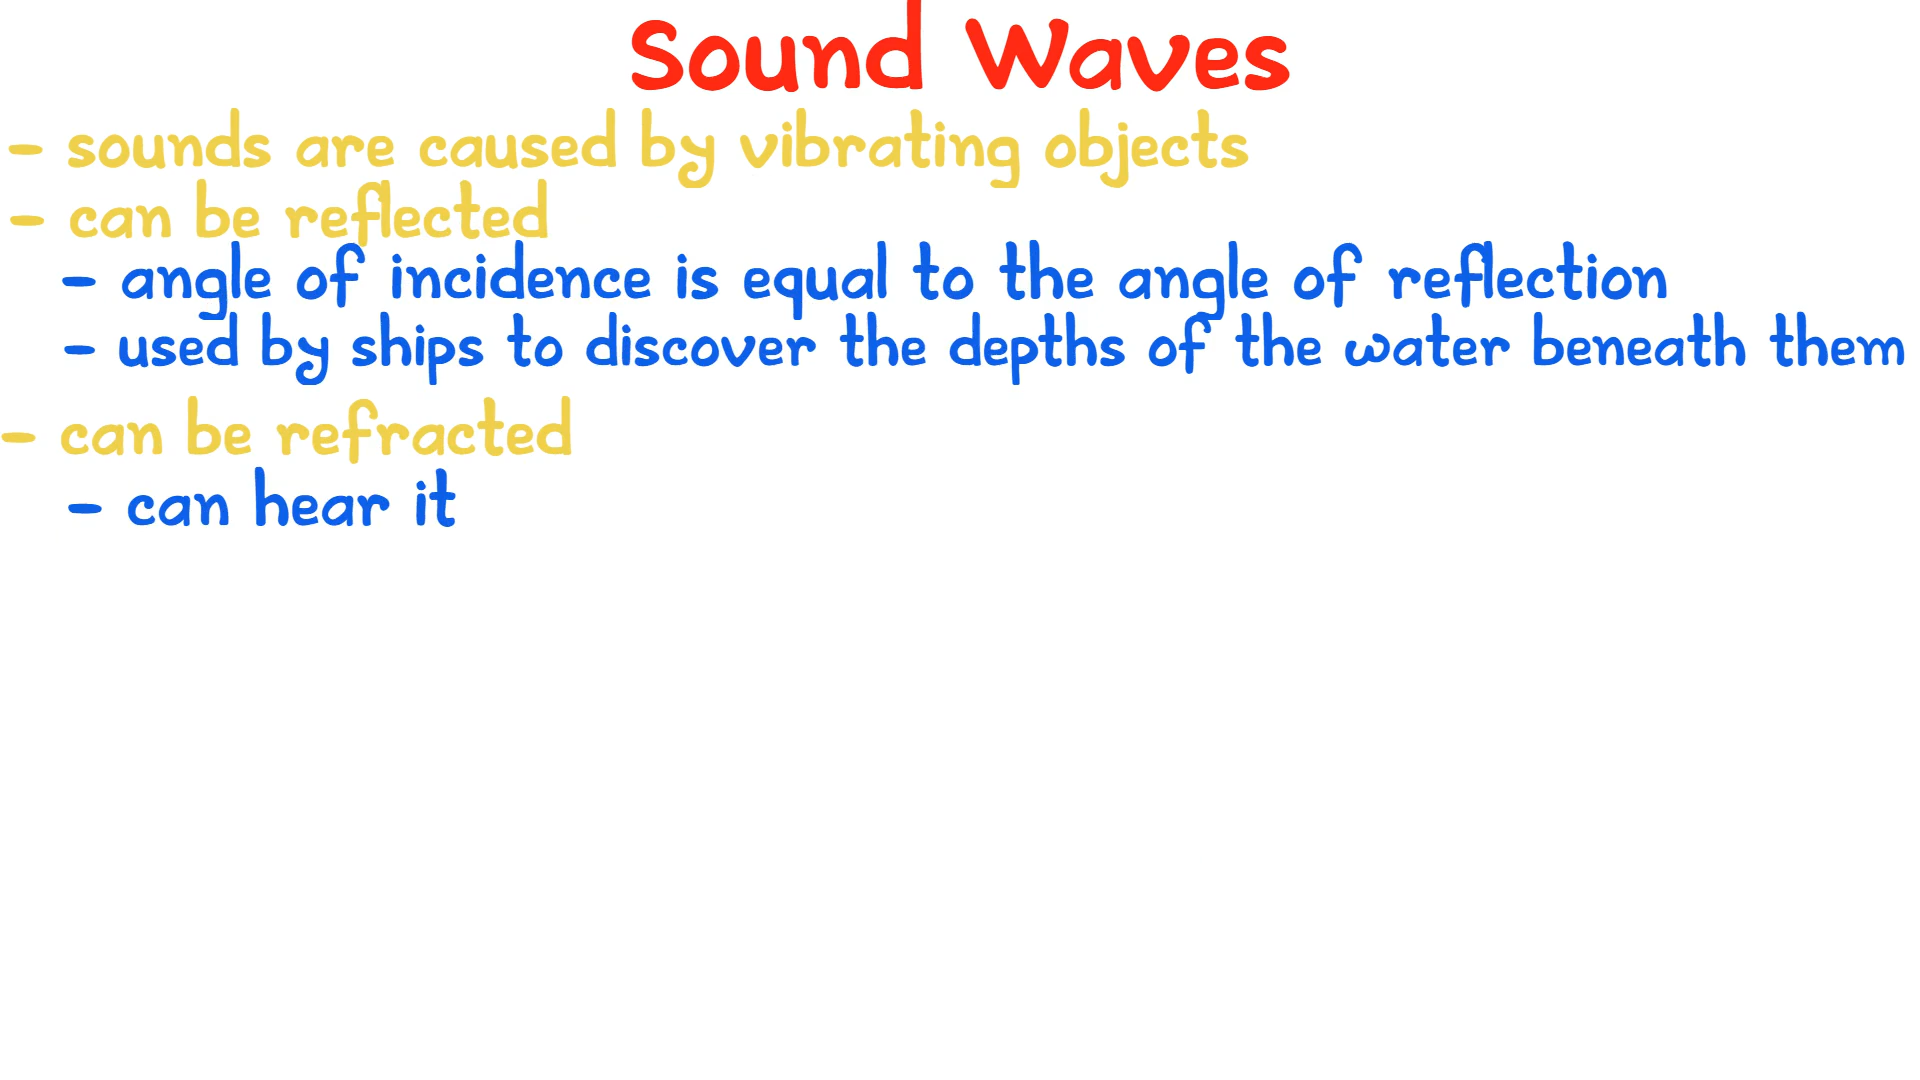 Sound Waves
- sounds are caused by vibrating objects
- can be reflected
- angle of incidence is equal to the angle of reflection
- used by ships to discover the depths of the water beneath them
- can be refracted
- can hear it